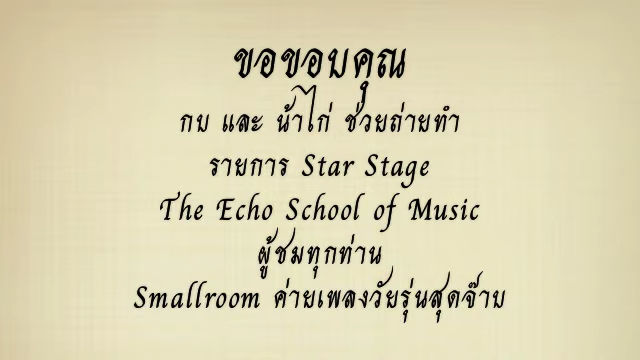 ขอขอบคุณ
กบ และ น้าไก่ ช่วยถ่ายทำ
รายการ Star Stage
The Echo School of Music
ผู้ชมทุกท่าน
Smallroom ค่ายเพลงวัยรุ่นสุดจ๊าบ